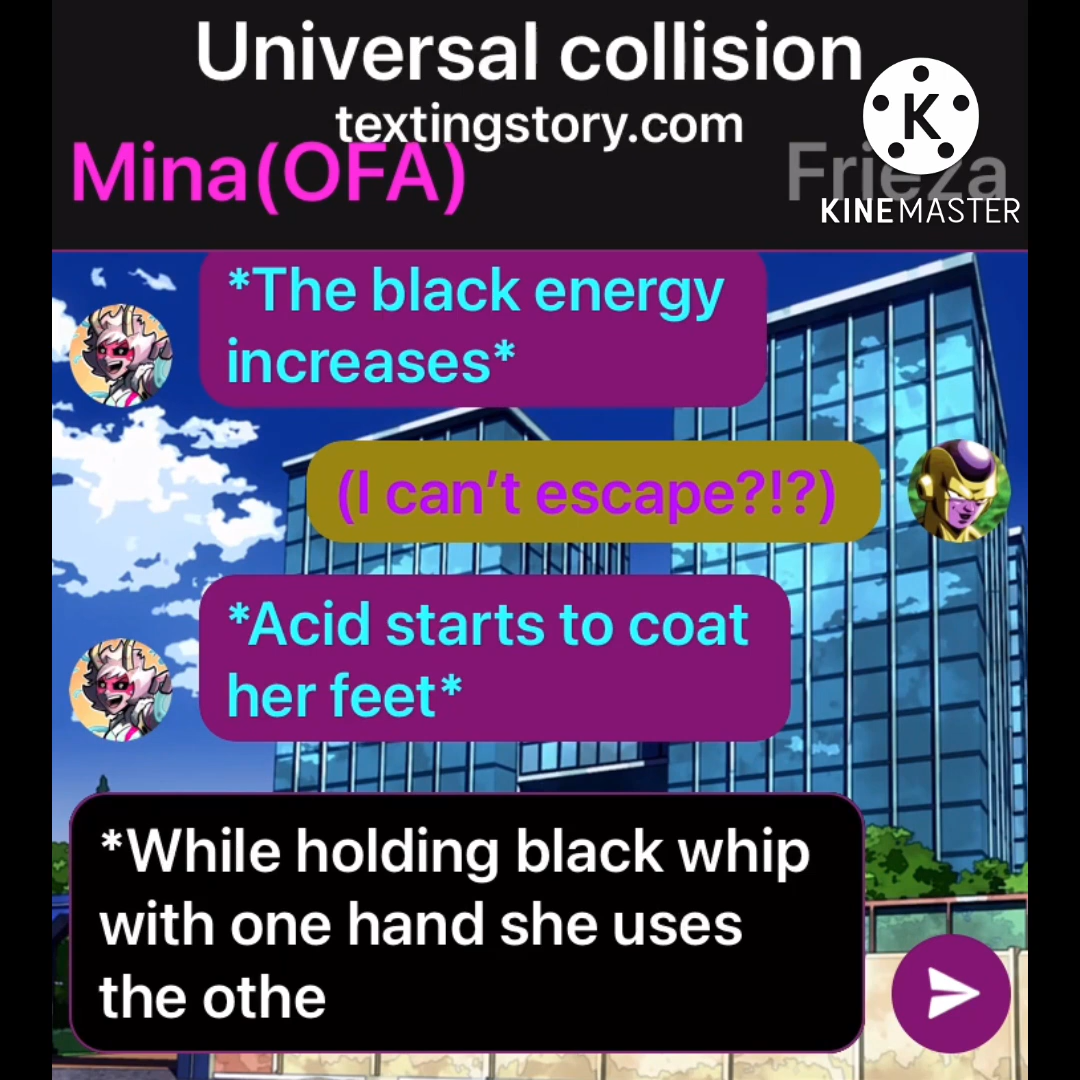 Universal collision
textingstory.com
Mina(OFA)
Frieza
K
KINEMASTER
*The black energy
increases*
(I can't escape?!?)
*Acid starts to coat
her feet*
*While holding black whip
with one hand she uses
the othe